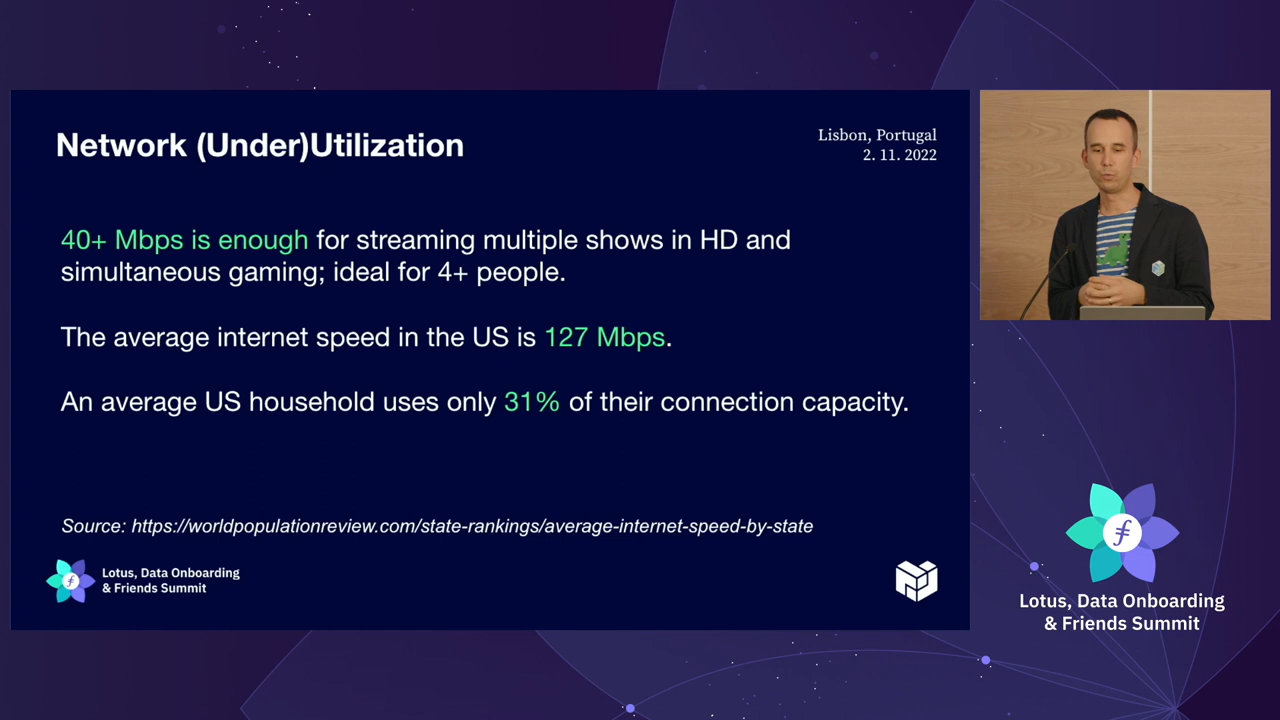 Network (Under)Utilization
Lisbon, Portugal
2. 11. 2022
40+ Mbps is enough for streaming multiple shows in HD and
simultaneous gaming; ideal for 4+ people.
The average internet speed in the US is 127 Mbps.
An average US household uses only 31% of their connection capacity.
Source: https://worldpopulationreview.com/state-rankings/average-internet-speed-by-state
Lotus, Data Onboarding
& Friends Summit
Lotus, Data Onboarding
& Friends Summit